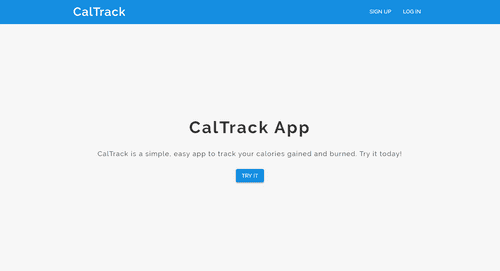 CalTrack
SIGN UP LOG IN
CalTrack App
CalTrack is a simple, easy app to track your calories gained and burned. Try it today!
TRY IT